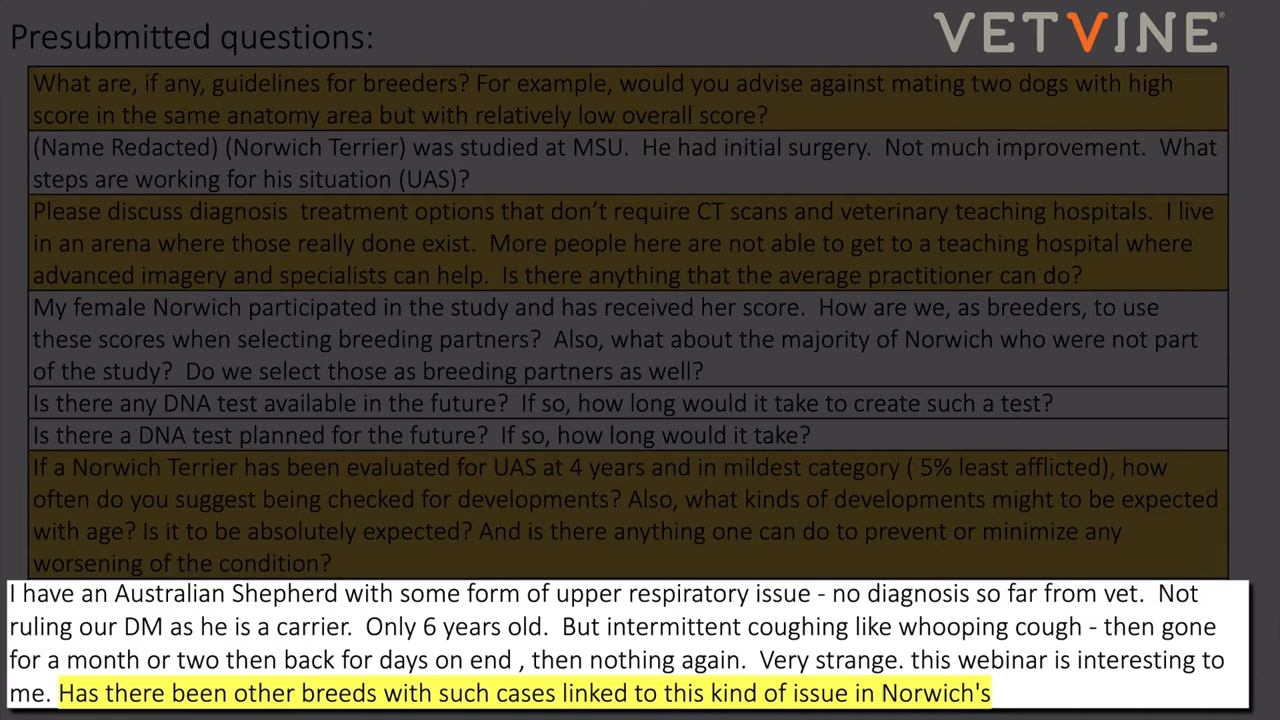 Presubmitted questions:
VETVINE
What are, if any, guidelines for breeders? For example, would you advise against mating two dogs with high
score in the same anatomy area but with relatively low overall score?
(Name Redacted) (Norwich Terrier) was studied at MSU. He had initial surgery. Not much improvement. What
steps are working for his situation (UAS)?
Please discuss diagnosis treatment options that don't require CT scans and veterinary teaching hospitals. I live
in an arena where those really done exist. More people here are not able to get to a teaching hospital where
advanced imagery and specialists can help. Is there anything that the average practitioner can do?
My female Norwich participated in the study and has received her score. How are we, as breeders, to use
these scores when selecting breeding partners? Also, what about the majority of Norwich who were not part
of the study? Do we select those as breeding partners as well?
Is there any DNA test available in the future? If so, how long would it take to create such a test?
Is there a DNA test planned for the future? If so, how long would it take?
If a Norwich Terrier has been evaluated for UAS at 4 years and in mildest category ( 5% least afflicted), how
often do you suggest being checked for developments? Also, what kinds of developments might to be expected
with age? Is it to be absolutely expected? And is there anything one can do to prevent or minimize any
worsening of the condition?
I have an Australian Shepherd with some form of upper respiratory issue - no diagnosis so far from vet. Not
ruling our DM as he is a carrier. Only 6 years old. But intermittent coughing like whooping cough - then gone
for a month or two then back for days on end , then nothing again. Very strange. this webinar is interesting to
me. Has there been other breeds with such cases linked to this kind of issue in Norwich's